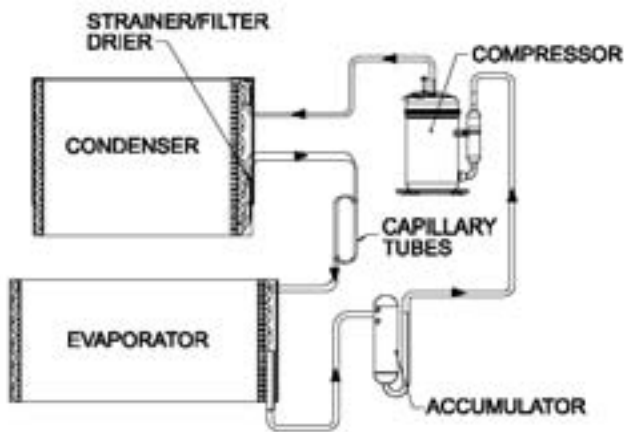 STRAINER/FILTER
DRIER
COMPRESSOR
CONDENSER
CAPILLARY
TUBES
EVAPORATOR
ACCUMULATOR